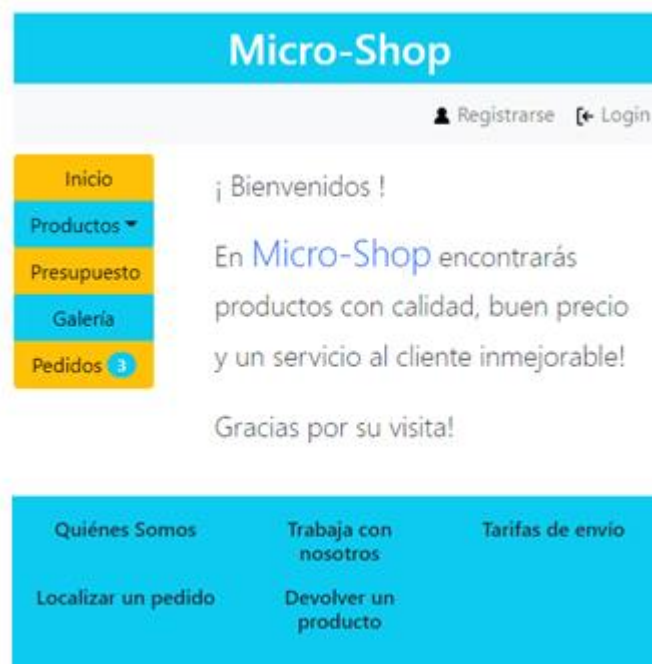 Micro-Shop
Registrarse
Login
Inicio
Productos
Presupuesto
Galería
Pedidos 3
¡ Bienvenidos !
En Micro-Shop encontrarás
productos con calidad, buen precio
y un servicio al cliente inmejorable!
Gracias por su visita!
Quiénes Somos
Trabaja con
nosotros
Tarifas de envío
Localizar un pedido
Devolver un
producto